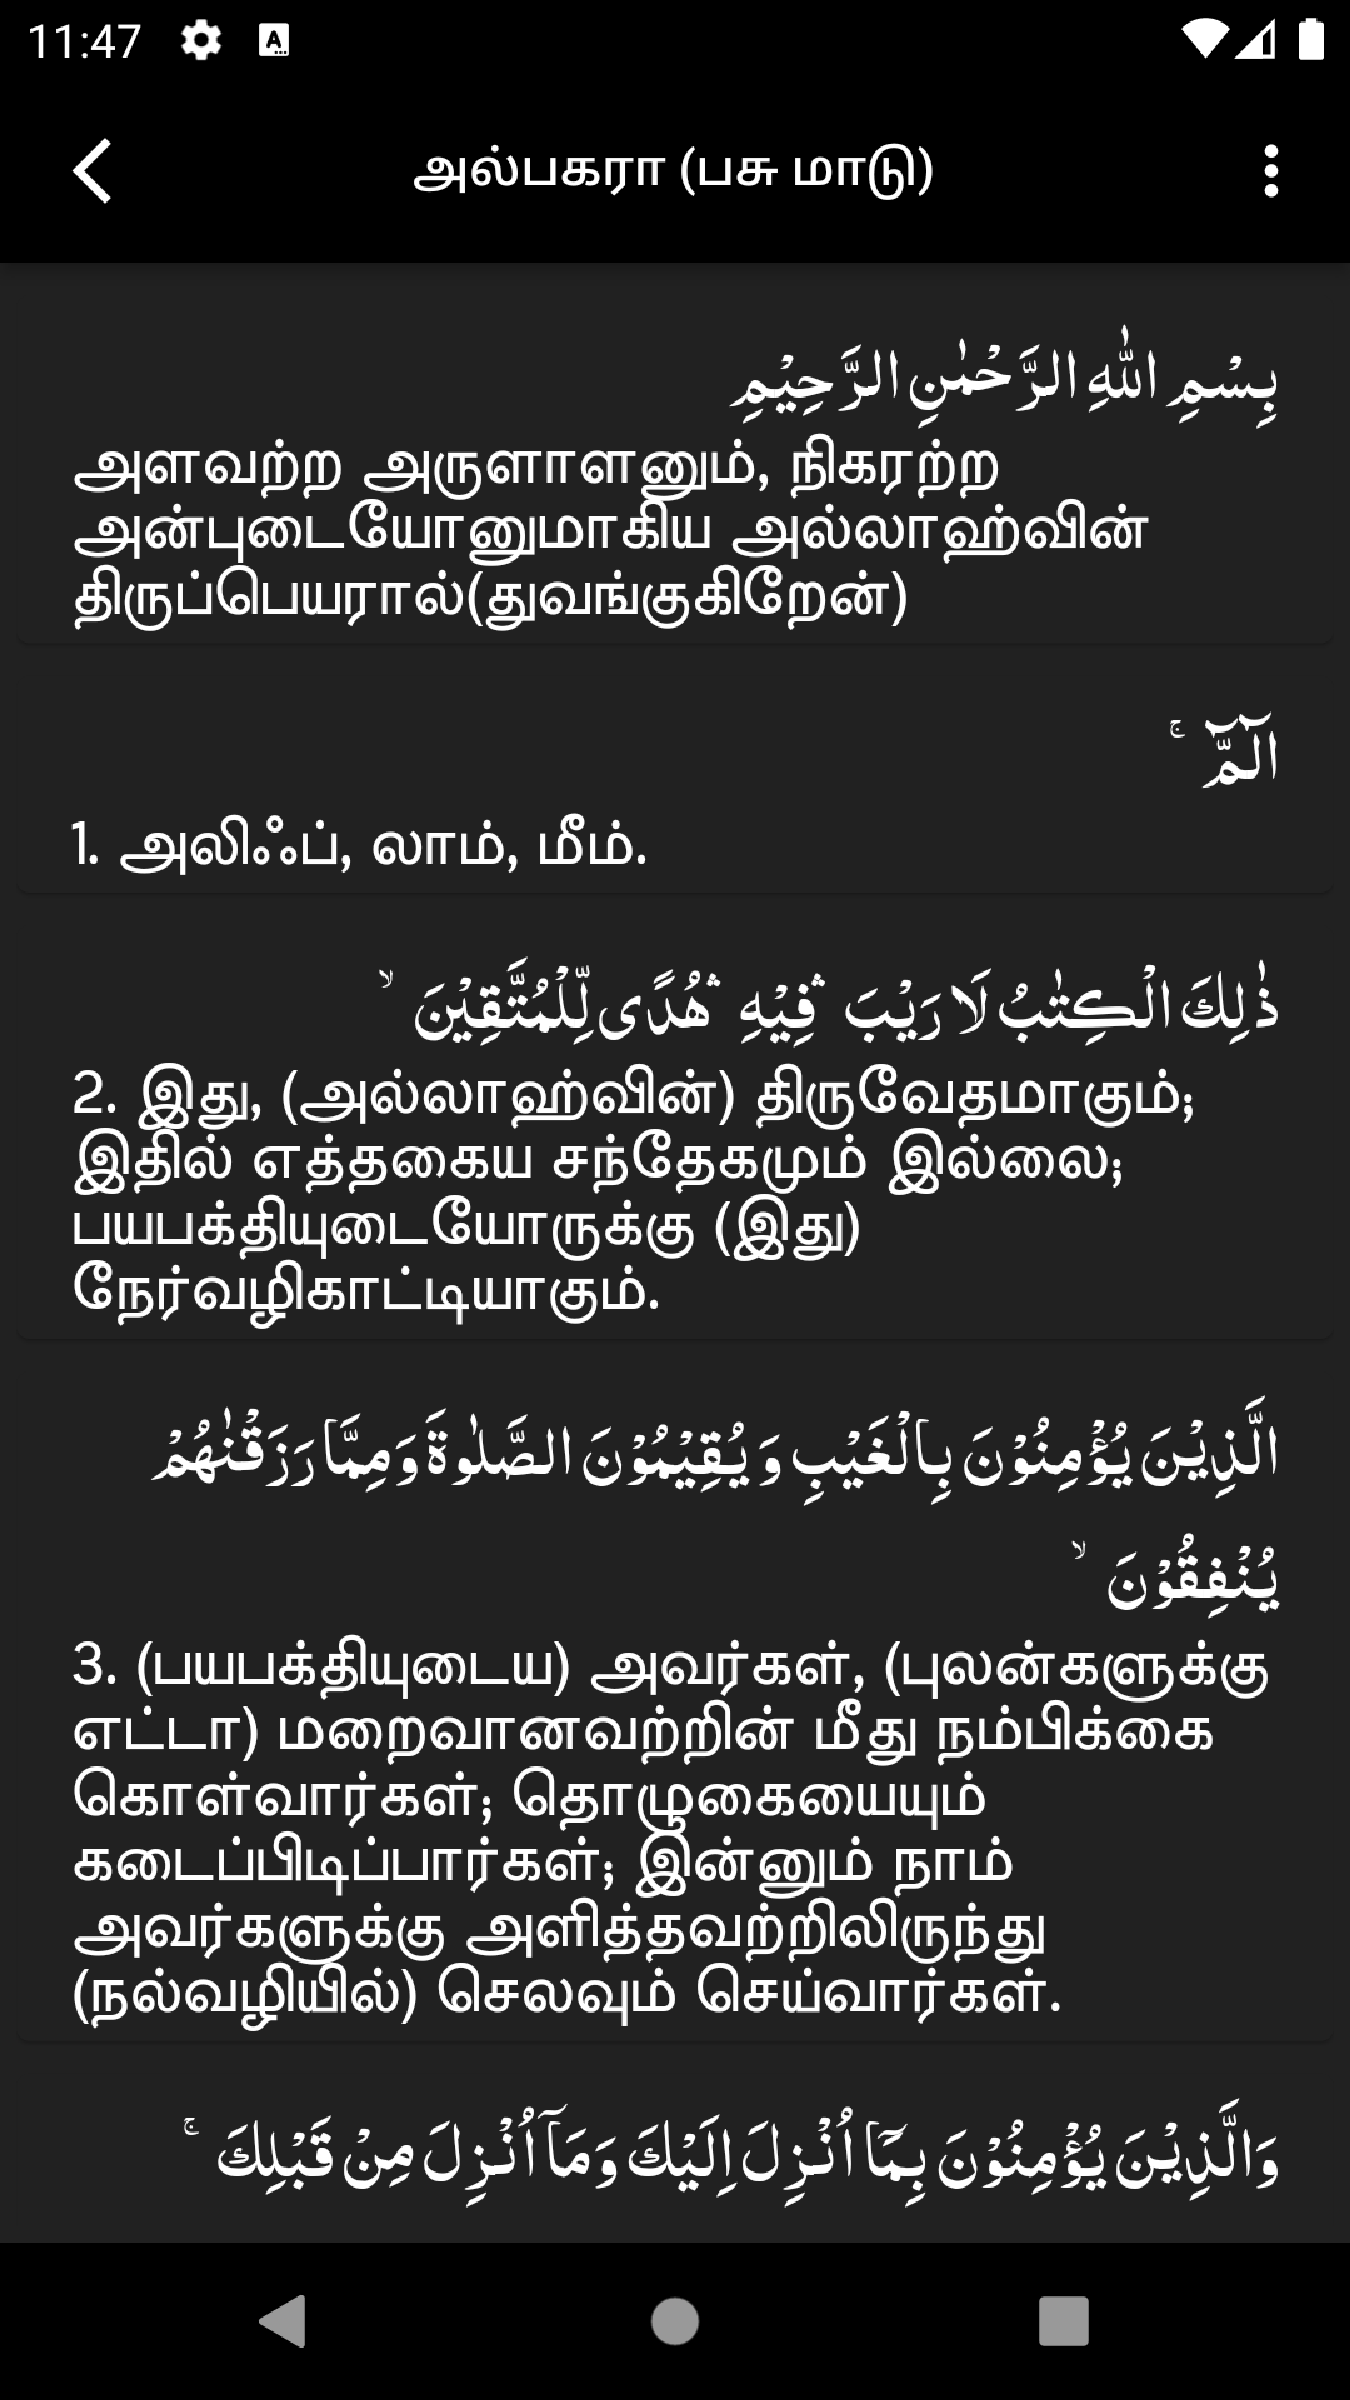 11:47
அல்பகரா (பசு மாடு)
بِسْمِ اللّٰهِ الرَّحْمٰنِ الرَّحِيْمِ
அளவற்ற அருளாளனும், நிகரற்ற
அன்புடையோனுமாகிய அல்லாஹ்வின்
திருப்பெயரால்(துவங்குகிறேன்)
الٓمّٓ ۚ
1. அலிஃப், லாம், மீம்.
ذٰلِكَ الْكِتٰبُ لَا رَيْبَ ۛ فِيْهِ ۛ هُدًى لِّلْمُتَّقِيْنَ ۙ
2. இது, (அல்லாஹ்வின்) திருவேதமாகும்;
இதில் எத்தகைய சந்தேகமும் இல்லை;
பயபக்தியுடையோருக்கு (இது)
நேர்வழிகாட்டியாகும்.
الَّذِيْنَ يُؤْمِنُوْنَ بِالْغَيْبِ وَ يُقِيْمُوْنَ الصَّلٰوةَ وَمِمَّا رَزَقْنٰهُمْ
يُنْفِقُوْنَ ۙ
3. (பயபக்தியுடைய) அவர்கள், (புலன்களுக்கு
எட்டா) மறைவானவற்றின் மீது நம்பிக்கை
கொள்வார்கள்; தொழுகையையும்
கடைப்பிடிப்பார்கள்; இன்னும் நாம்
அவர்களுக்கு அளித்தவற்றிலிருந்து
(நல்வழியில்) செலவும் செய்வார்கள்.
وَالَّذِيْنَ يُؤْمِنُوْنَ بِمَآ اُنْزِلَ اِلَيْكَ وَمَآ اُنْزِلَ مِنْ قَبْلِكَ ۚ